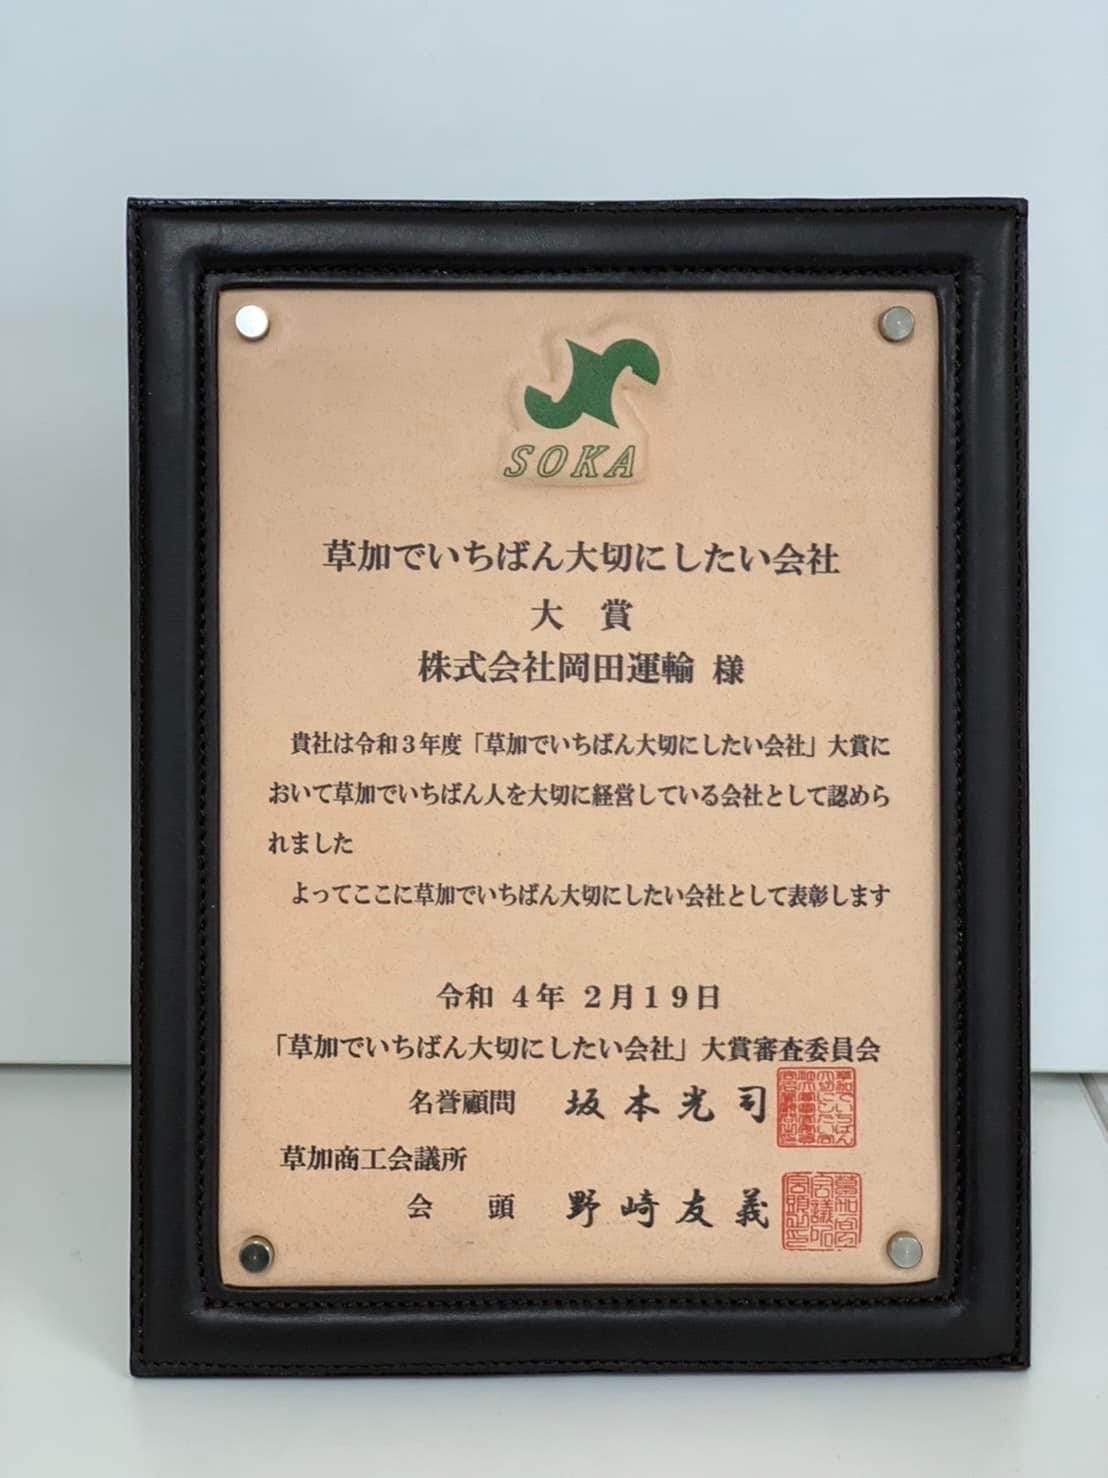 SOKA
草加でいちばん大切にしたい会社
大 賞
株式会社岡田運輸 様
貴社は令和３年度「草加でいちばん大切にしたい会社」大賞に
おいて草加でいちばん人を大切に経営している会社として認めら
れました
よってここに草加でいちばん大切にしたい会社として表彰します
令和 ４年 ２月１９日
「草加でいちばん大切にしたい会社」大賞審査委員会
名誉顧問 坂本光司
草加商工会議所
会 頭 野崎友義